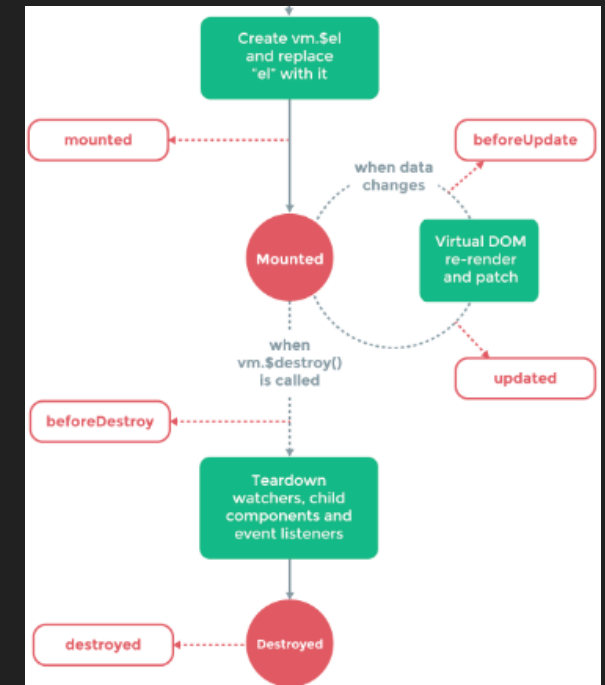 Create vm.$el
and replace
"el" with it
mounted
beforeUpdate
when data
changes
Virtual DOM
re-render
and patch
Mounted
updated
when
vm.$destroy()
is called
beforeDestroy
Teardown
watchers, child
components and
event listeners
destroyed
Destroyed